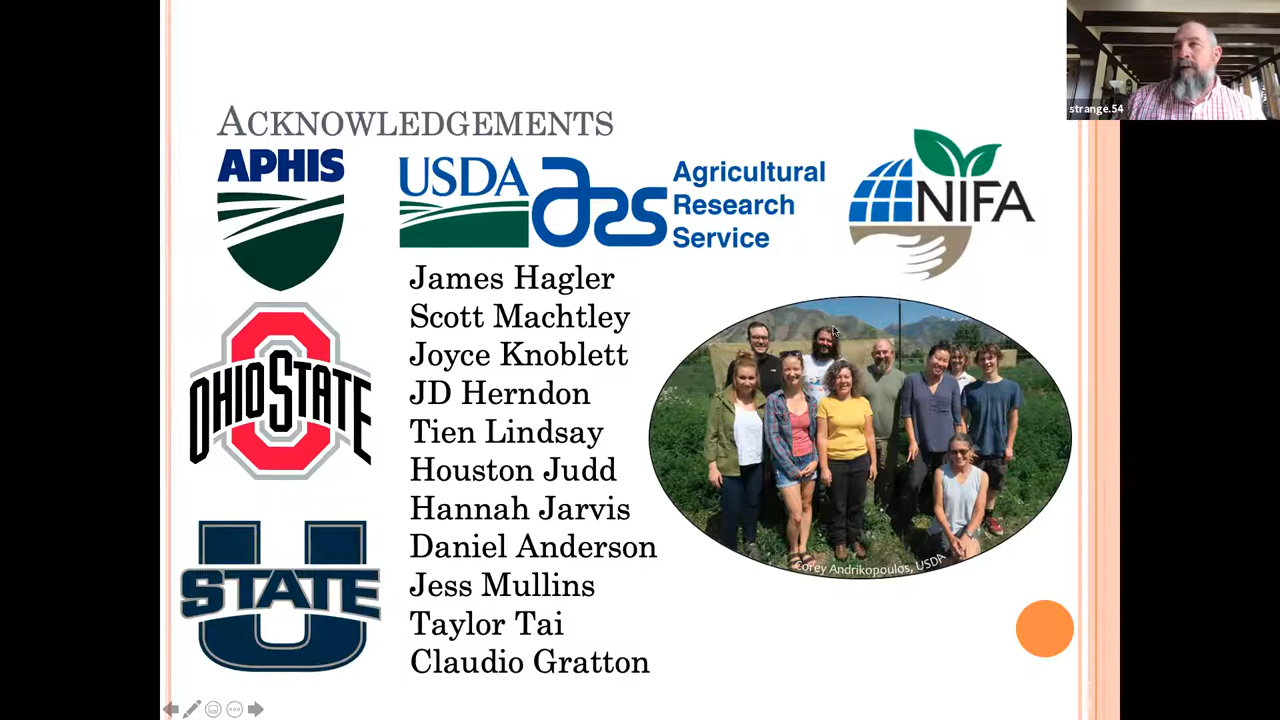 strange.54
ACKNOWLEDGEMENTS
APHIS
USDA
ars
Agricultural
Research
Service
NIFA
OHIO STATE
U
STATE
James Hagler
Scott Machtley
Joyce Knoblett
JD Herndon
Tien Lindsay
Houston Judd
Hannah Jarvis
Daniel Anderson
Jess Mullins
Taylor Tai
Claudio Gratton
Corey Andrikopoulos, USDA